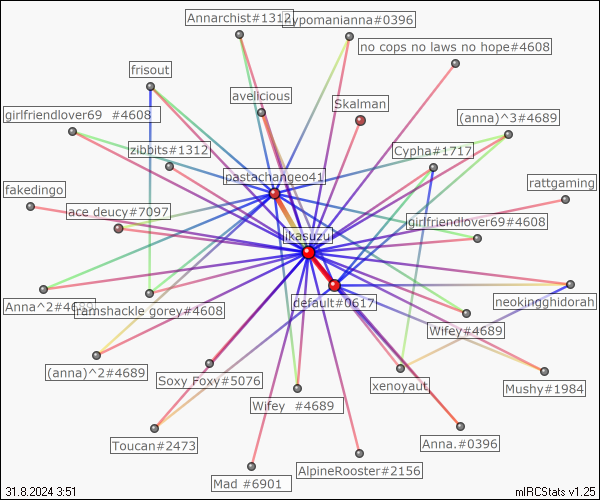 Annarchist#1312
hypomanianna#0396
no cops no laws no hope#4608
frisout
avelicious
Skalman
girlfriendlover69 #4608
(anna)^3#4689
zibbits#1312
Cypha#1717
pastachangeo41
fakedingo
rattgaming
ace deucy#7097
girlfriendlover69#4608
ikasuzu
Anna^2#4689
ramshackle gorey#4608
default#0617
neokingghidorah
Wifey#4689
(anna)^2#4689
Soxy Foxy#5076
xenoyaut
Mushy#1984
Wifey #4689
Toucan#2473
Anna.#0396
Mad #6901
AlpineRooster#2156
31.8.2024 3:51
mIRCStats v1.25